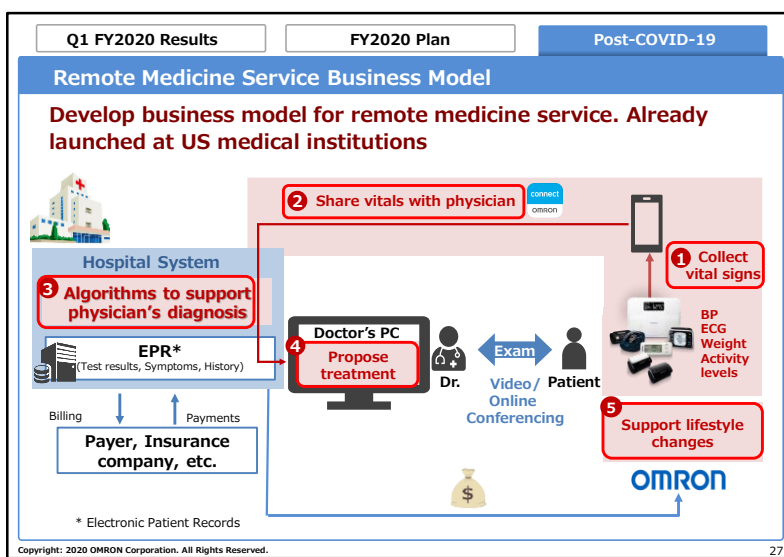 Q1 FY2020 Results
FY2020 Plan
Post-COVID-19
Remote Medicine Service Business Model
Develop business model for remote medicine service. Already
launched at US medical institutions
2 Share vitals with physician
connect
OMRON
1 Collect
vital signs
Hospital System
3 Algorithms to support
physician's diagnosis
EPR*
(Test results, Symptoms, History)
Doctor's PC
4 Propose
treatment
Dr.
Exam
Patient
Video/
Online
Conferencing
BP
ECG
Weight
Activity
levels
Billing
Payments
Payer, Insurance
company, etc.
5 Support lifestyle
changes
OMRON
$
* Electronic Patient Records
Copyright: 2020 OMRON Corporation. All Rights Reserved.
27